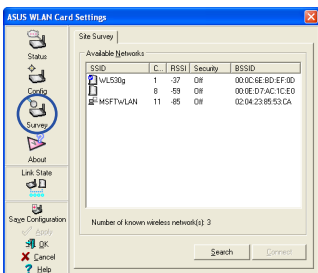 ASUS WLAN Card Settings
Status
Config
Survey
About
Link State
Save Configuration
Apply
OK
Cancel
Help
Site Survey
Available Networks
SSID C... RSSI Security BSSID
WL530g 1 -37 Off 00:0C:6E:BD:EF:0D
8 -59 Off 00:0E:D7:AC:1C:E0
MSFTWLAN 11 -85 Off 02:04:23:85:53:CA
Number of known wireless network(s): 3
Search Connect